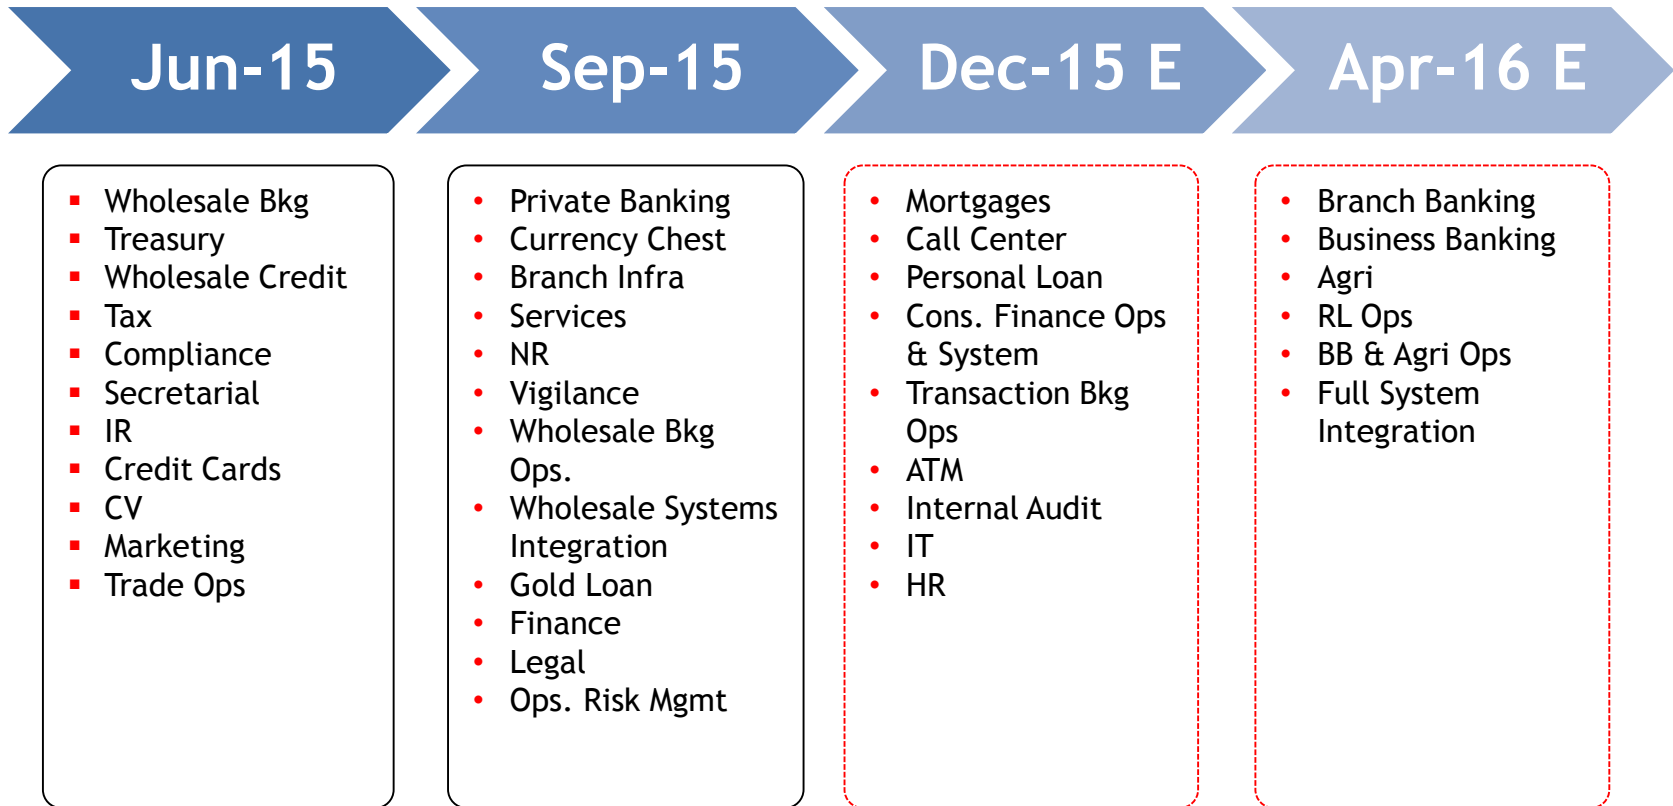 Jun-15
Sep-15
Dec-15 E
Apr-16 E
Wholesale Bkg
Treasury
Wholesale Credit
Tax
Compliance
Secretarial
IR
Credit Cards
CV
Marketing
Trade Ops
Private Banking
Currency Chest
Branch Infra
Services
NR
Vigilance
Wholesale Bkg
Ops.
Wholesale Systems
Integration
Gold Loan
Finance
Legal
Ops. Risk Mgmt
Mortgages
Call Center
Personal Loan
Cons. Finance Ops
& System
Transaction Bkg
Ops
ATM
Internal Audit
IT
HR
Branch Banking
Business Banking
Agri
RL Ops
BB & Agri Ops
Full System
Integration